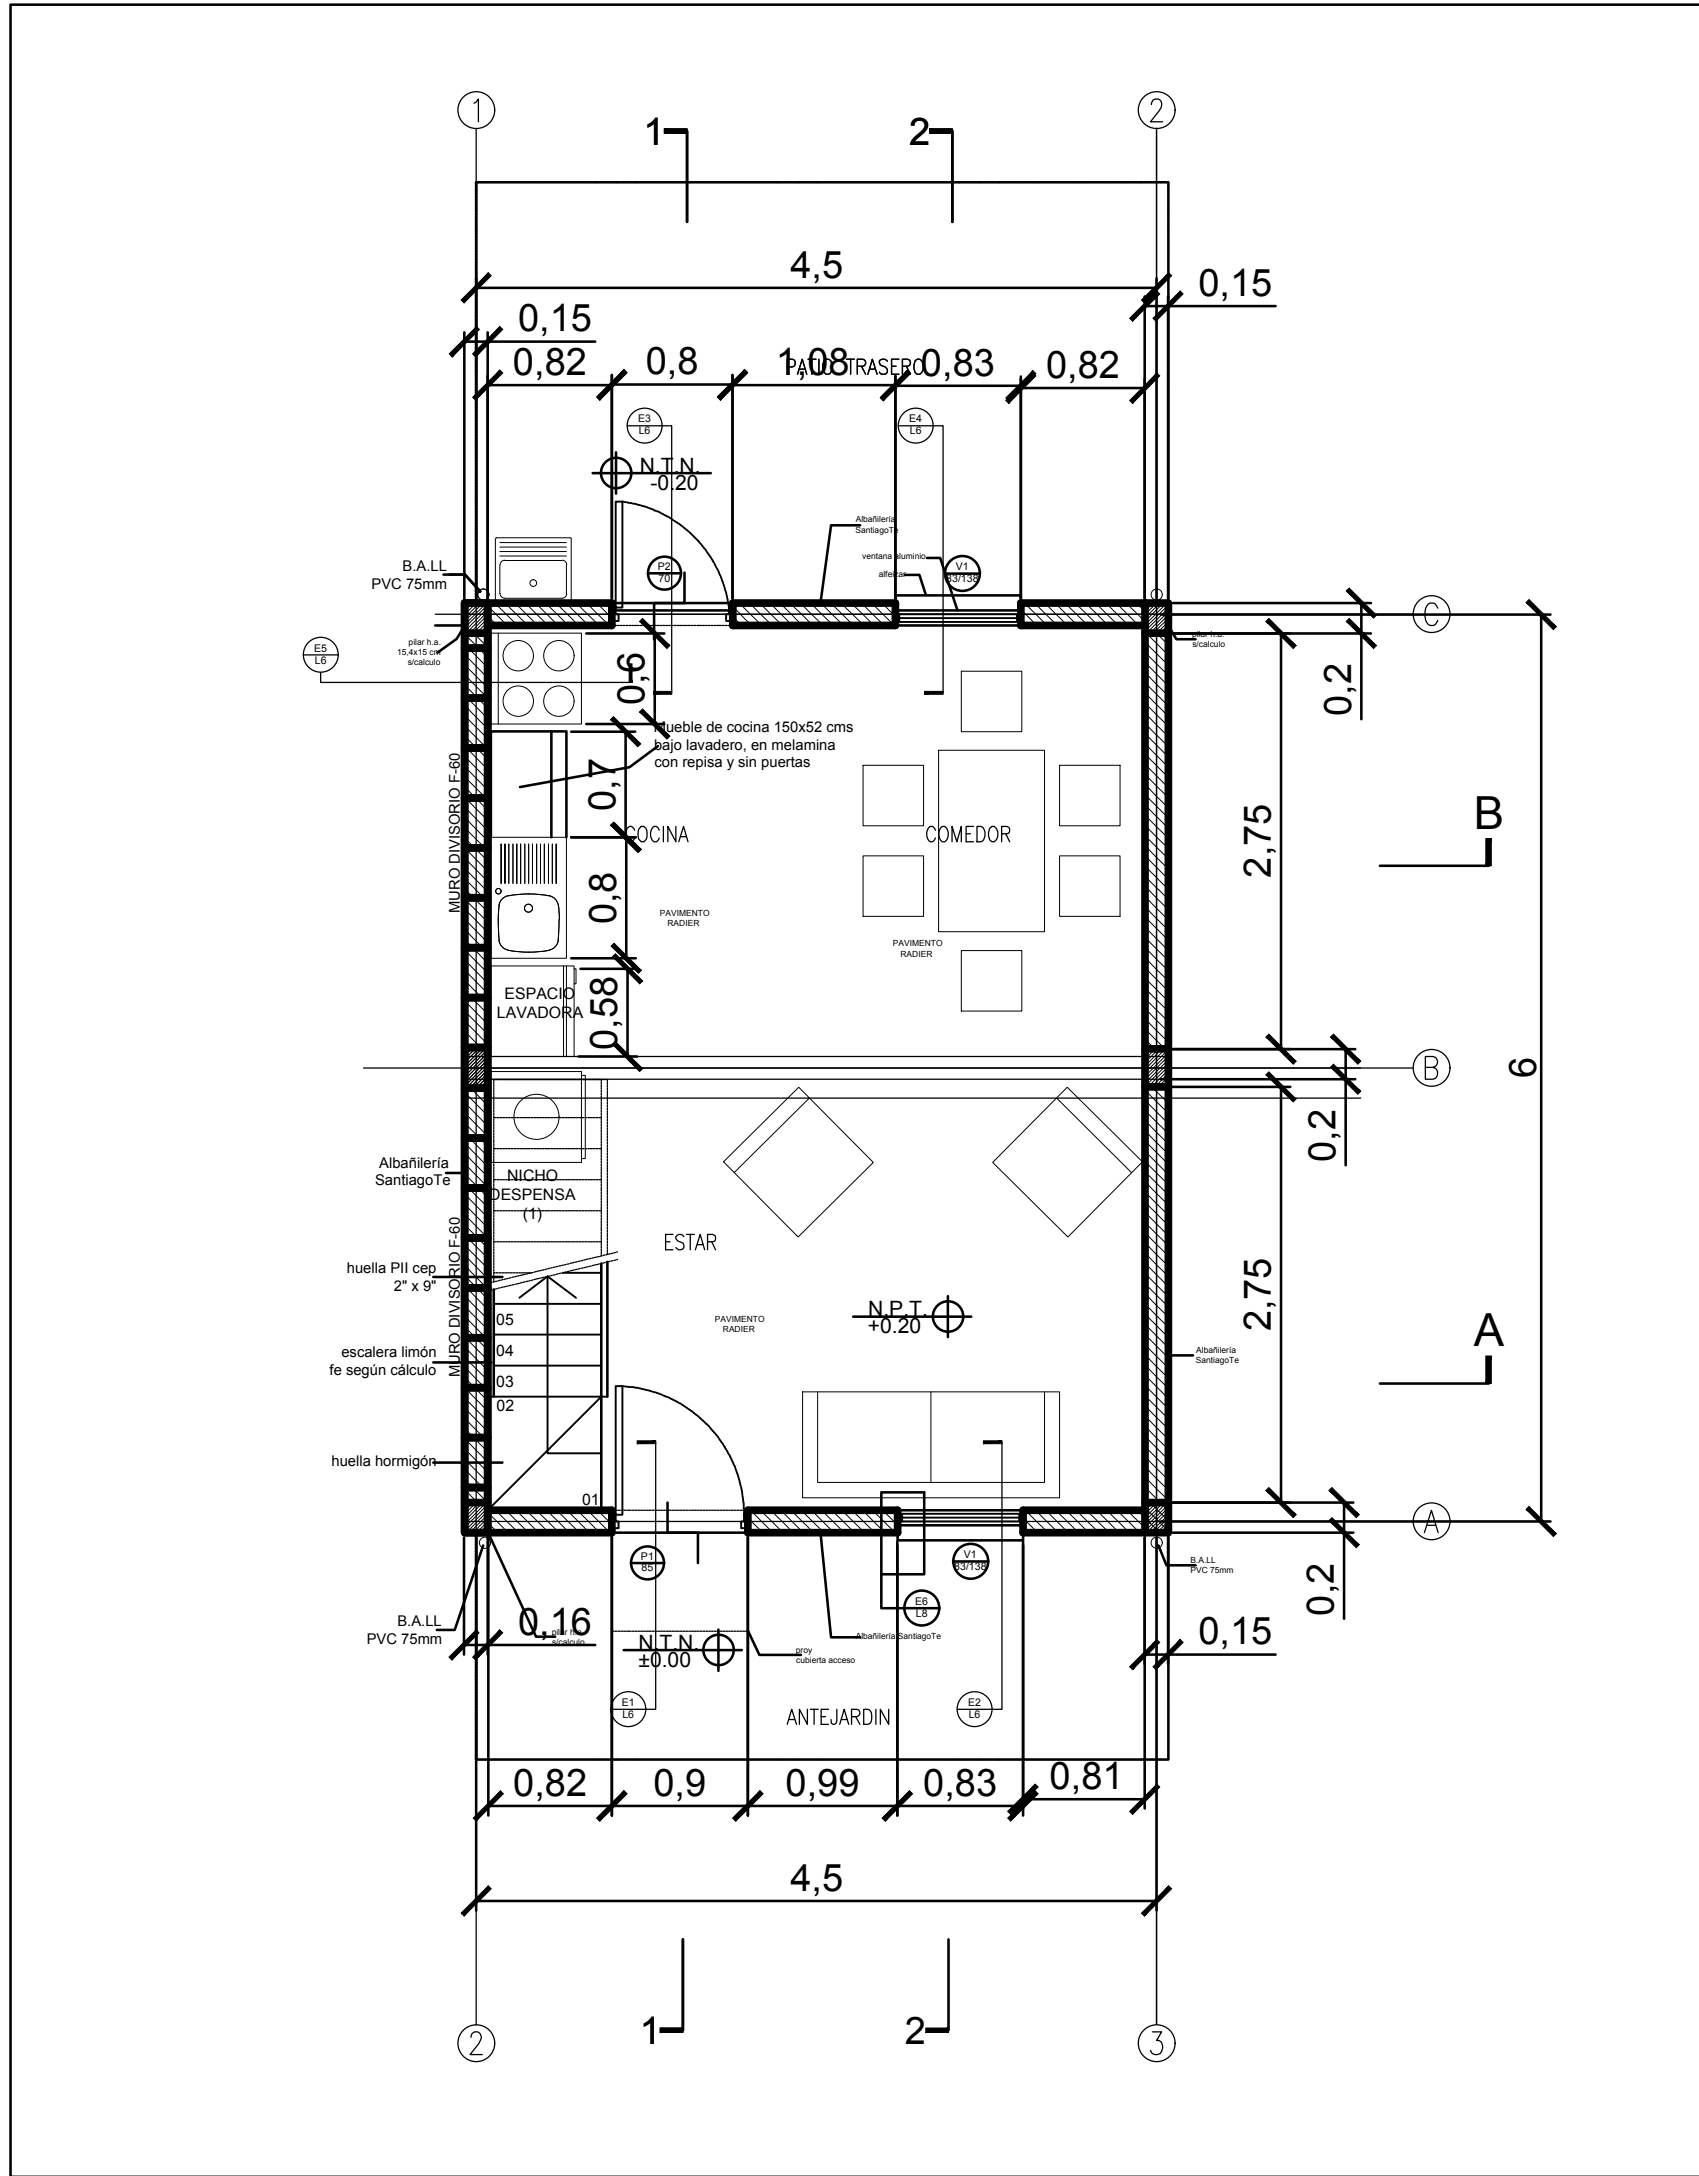 1
2
1
2
4,5
0,15
0,15
0,82
0,8
1,08
PATIO TRASERO
0,83
0,82
E3
L6
E4
L6
N.T.N.
-0.20
Albañilería
SantiagoTe
ventana aluminio
alfeizar
P2
70
V1
83/138
B.A.LL
PVC 75mm
C
pilar h.a.
15,4x15 cm
s/calculo
pilar h.a.
s/calculo
E5
L6
0,6
0,2
Mueble de cocina 150x52 cms
bajo lavadero, en melamina
con repisa y sin puertas
0,7
MURO DIVISORIO F-60
COCINA
COMEDOR
2,75
B
0,8
PAVIMENTO
RADIER
PAVIMENTO
RADIER
ESPACIO
LAVADORA
0,58
B
6
0,2
Albañilería
SantiagoTe
NICHO
DESPENSA
(1)
ESTAR
huella PII cep
2" x 9"
MURO DIVISORIO F-60
2,75
N.P.T.
+0.20
PAVIMENTO
RADIER
05
04
03
02
01
A
escalera limón
fe según cálculo
Albañilería
SantiagoTe
huella hormigón
A
P1
85
V1
83/138
B.A.LL
PVC 75mm
0,2
E6
L8
B.A.LL
PVC 75mm
0,16
pilar h.a.
s/calculo
N.T.N.
±0.00
Albañilería SantiagoTe
proy
cubierta acceso
0,15
E1
L6
E2
L6
ANTEJARDIN
0,82
0,9
0,99
0,83
0,81
4,5
1
2
2
3